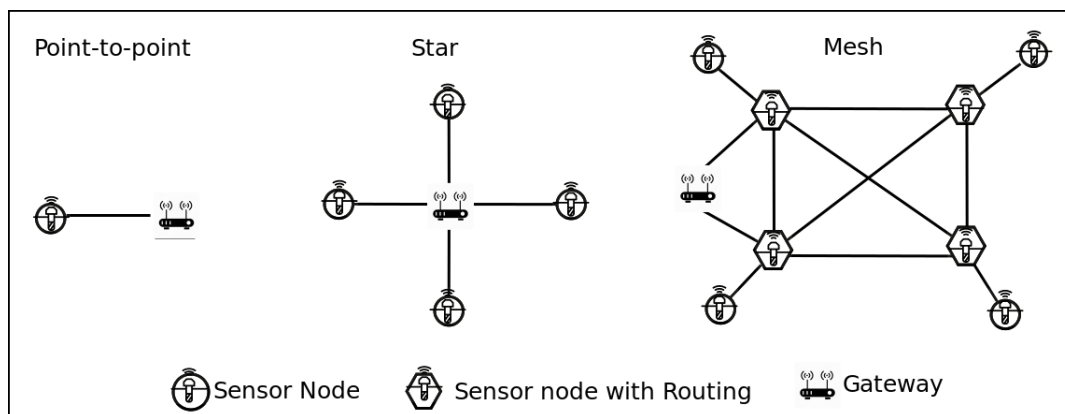 Point-to-point
Star
Mesh
Sensor Node
Sensor node with Routing
Gateway